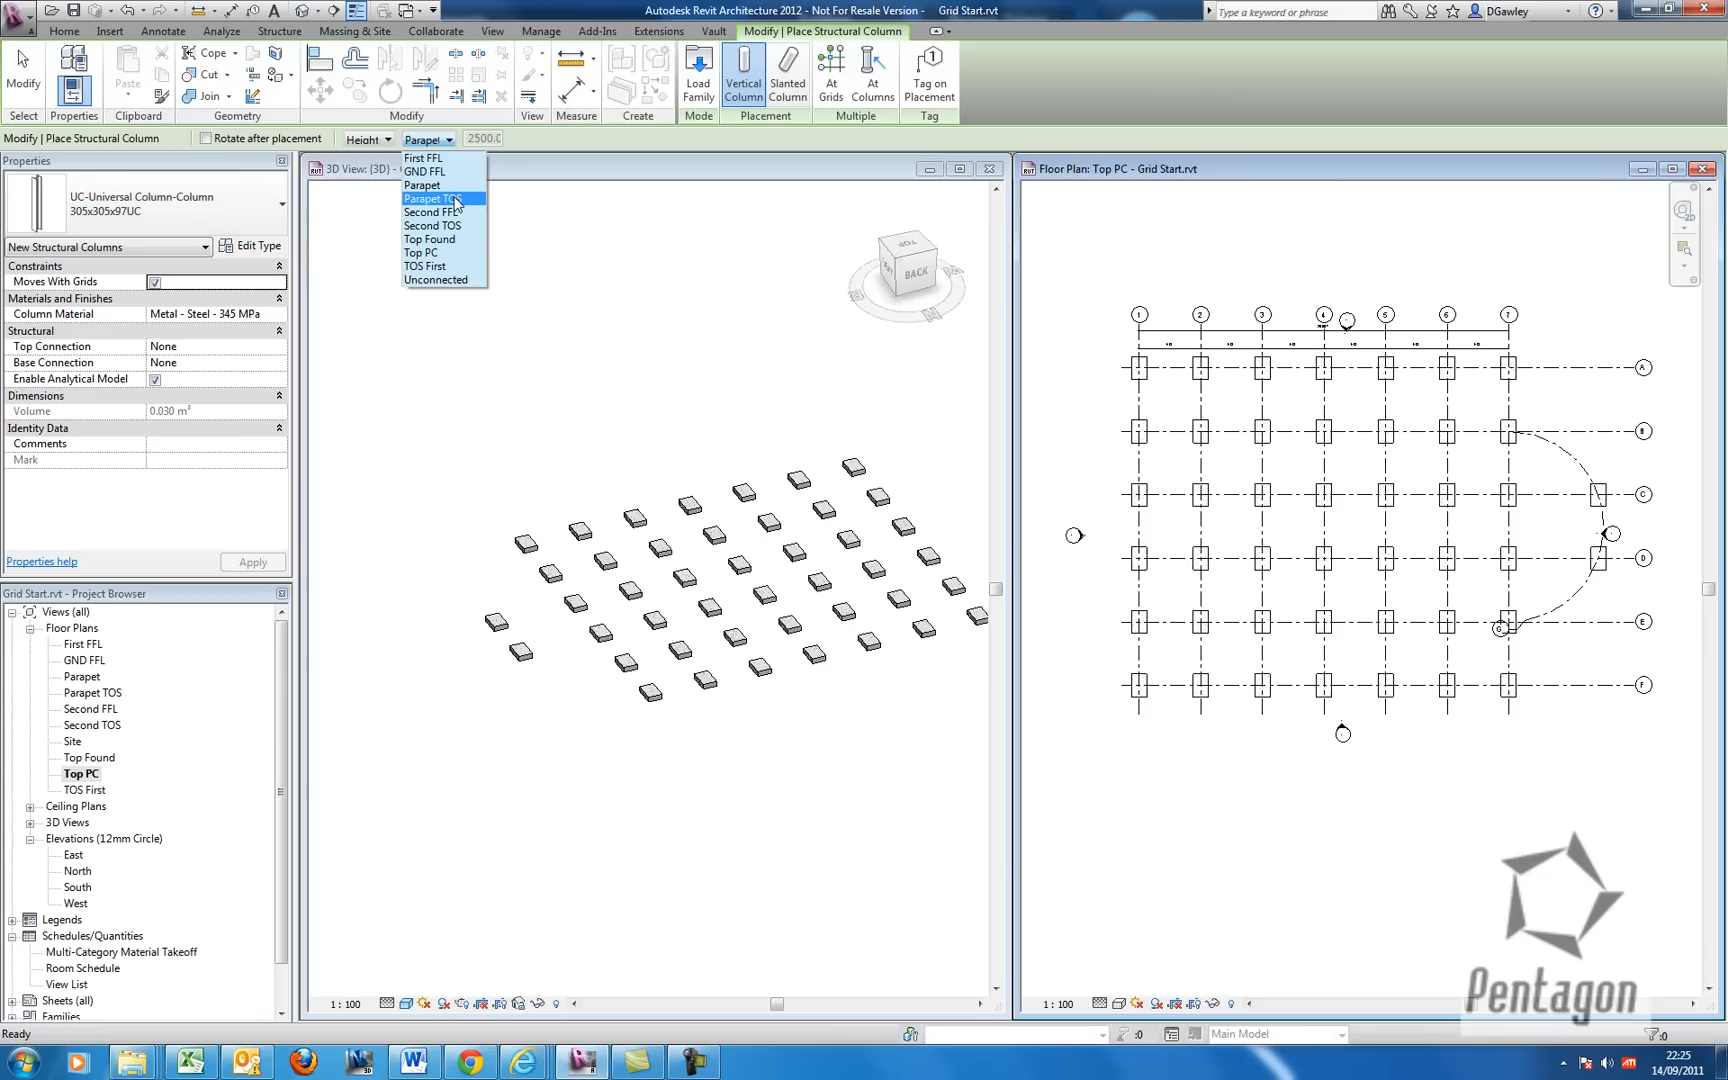 Autodesk Revit Architecture 2012 - Not For Resale Version - Grid Start.rvt
Type a keyword or phrase
DGawley
Home Insert Annotate Analyze Structure Massing & Site Collaborate View Manage Add-Ins Extensions Vault Modify | Place Structural Column
Modify
Paste
Cope
Cut
Join
Load Family
Vertical Column
Slanted Column
At Grids
At Columns
Tag on Placement
Select Properties Clipboard Geometry Modify View Measure Create Mode Placement Multiple Tag
Modify | Place Structural Column
Rotate after placement
Height
Parapet
2500.0
First FFL
GND FFL
Parapet
Parapet TOS
Second FFL
Second TOS
Top Found
Top PC
TOS First
Unconnected
Properties
UC-Universal Column-Column
305x305x97UC
New Structural Columns
Edit Type
Constraints
Moves With Grids
Materials and Finishes
Column Material Metal - Steel - 345 MPa
Structural
Top Connection None
Base Connection None
Enable Analytical Model
Dimensions
Volume 0.030 m³
Identity Data
Comments
Mark
Properties help
Apply
Grid Start.rvt - Project Browser
Views (all)
Floor Plans
First FFL
GND FFL
Parapet
Parapet TOS
Second FFL
Second TOS
Site
Top Found
Top PC
TOS First
Ceiling Plans
3D Views
Elevations (12mm Circle)
East
North
South
West
Legends
Schedules/Quantities
Multi-Category Material Takeoff
Room Schedule
View List
Sheets (all)
Families
3D View: {3D} - G
TOP
BACK
1 : 100
Floor Plan: Top PC - Grid Start.rvt
2D
1 2 3 4 5 6 7
A
B
C
D
E
G
F
1 : 100
Pentagon
Ready
:0
Main Model
:0
22:25
14/09/2011